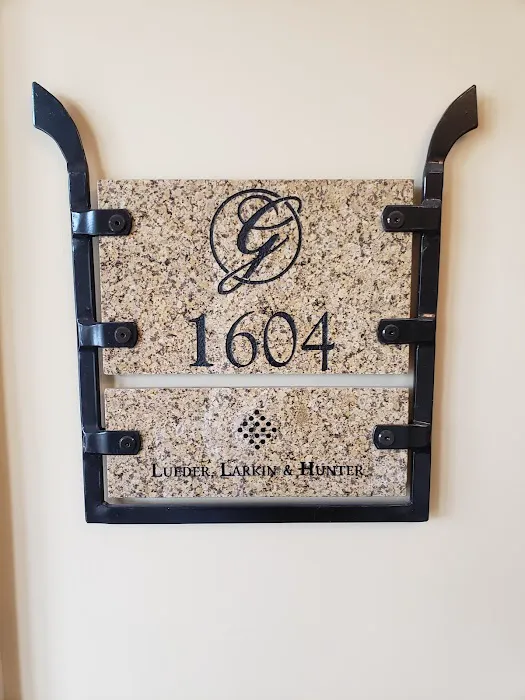 G
1604
LUEDER, LARKIN & HUNTER